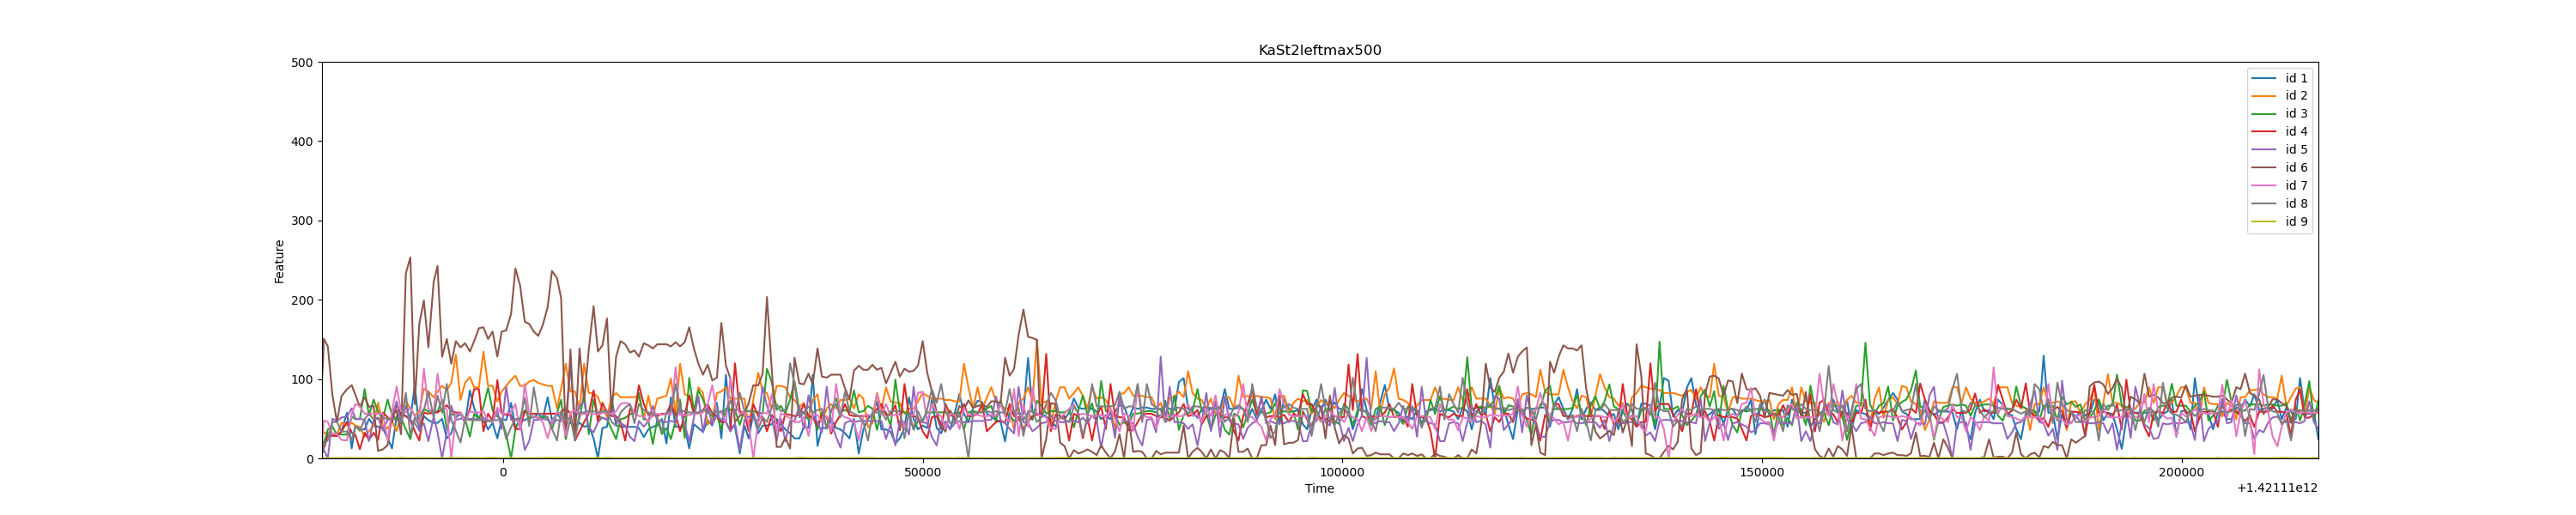 KaSt2leftmax500
500
400
300
200
100
0
Feature
id 1
id 2
id 3
id 4
id 5
id 6
id 7
id 8
id 9
0 50000 100000 150000 200000
Time
+1.42111e12